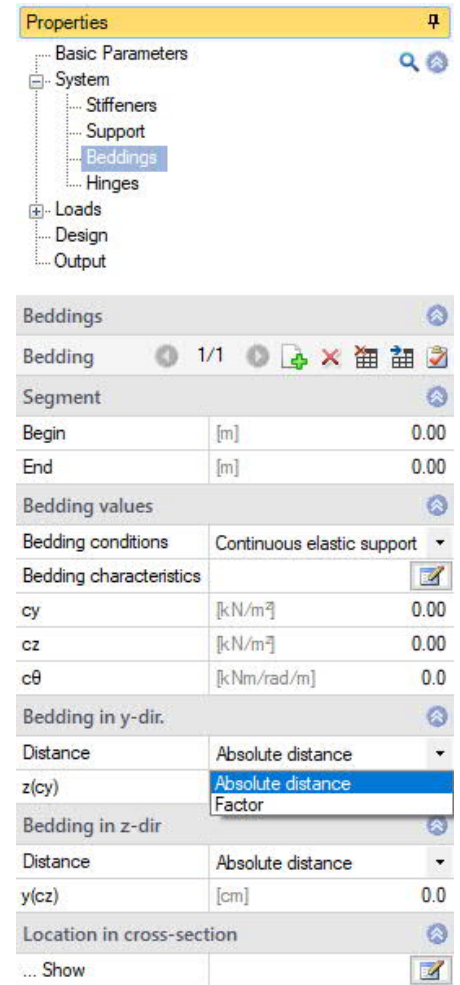 Properties
Basic Parameters
System
Stiffeners
Support
Beddings
Hinges
Loads
Design
Output
Beddings
Bedding 1/1
Segment
Begin [m] 0.00
End [m] 0.00
Bedding values
Bedding conditions Continuous elastic support
Bedding characteristics
cy [kN/m²] 0.00
cz [kN/m²] 0.00
cθ [kNm/rad/m] 0.0
Bedding in y-dir.
Distance Absolute distance
z(cy) Absolute distance
Factor
Bedding in z-dir
Distance Absolute distance
y(cz) [cm] 0.0
Location in cross-section
... Show